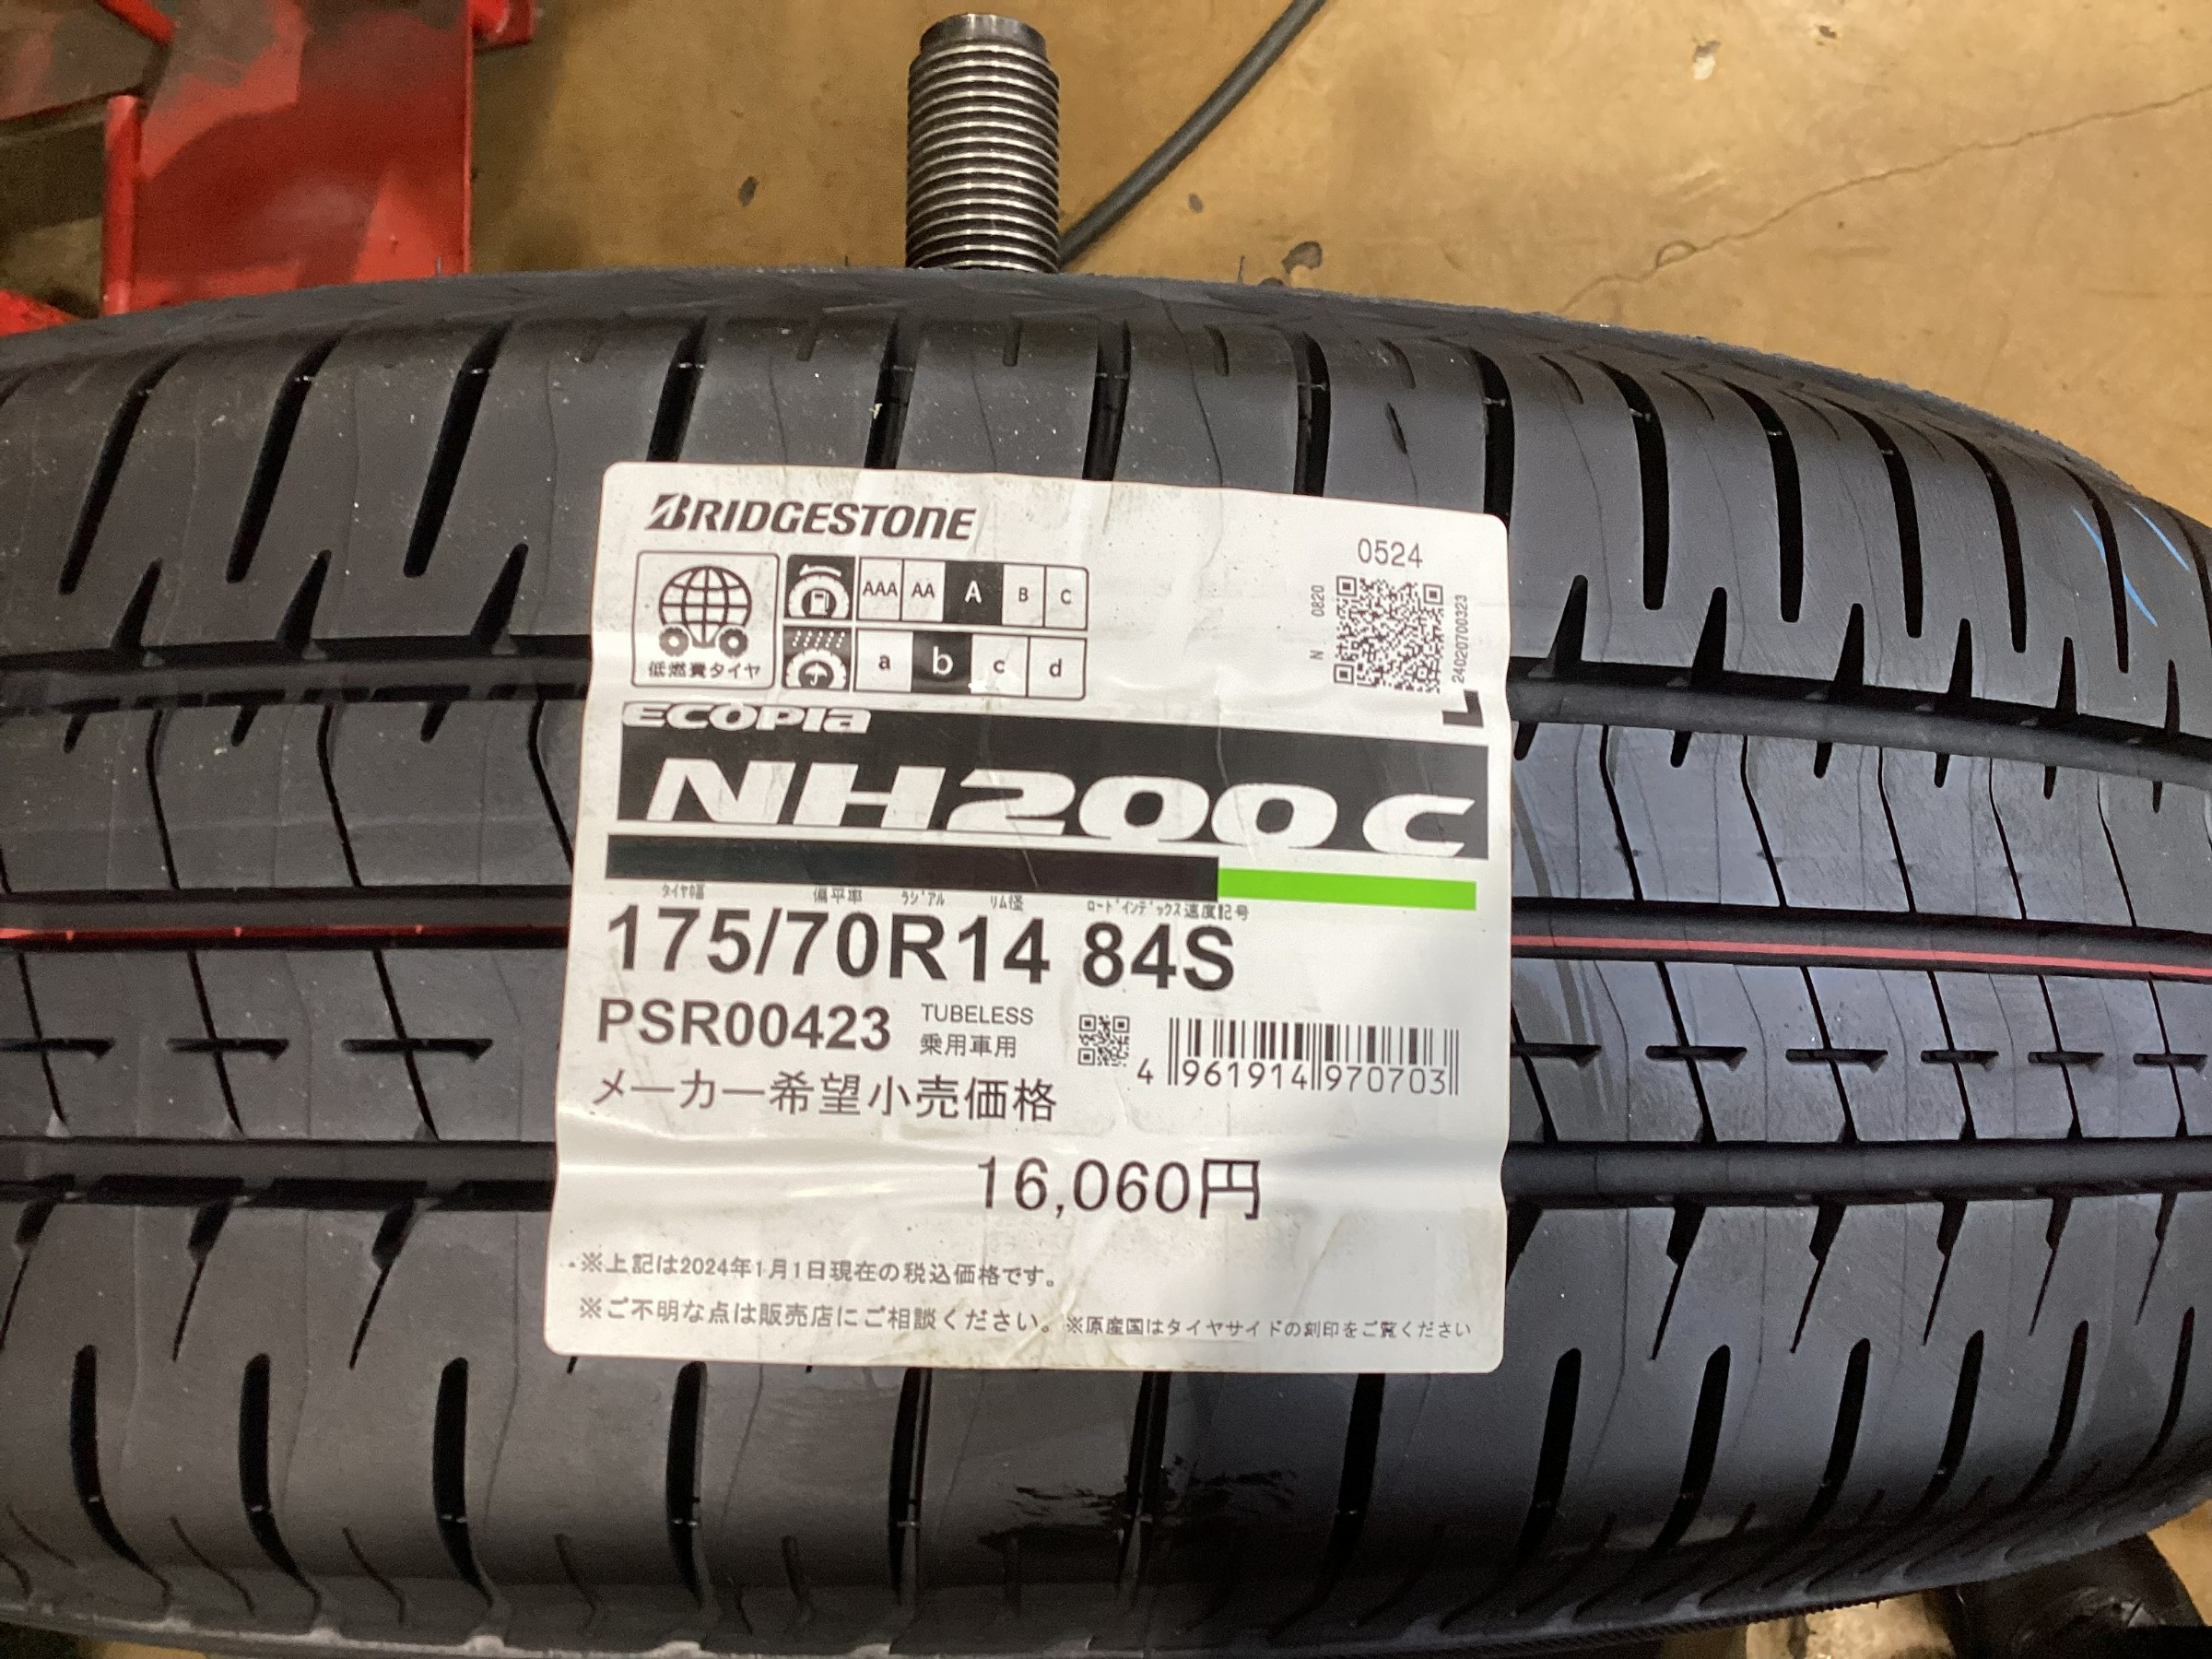 BRIDGESTONE
0524
N 0820
240207700323
低燃費タイヤ
AAA AA A B C
a b c d
L
ECOPIA
NH200 C
タイヤ幅 偏平率 ラジアル リム径 ロードインデックス 速度記号
175/70R14 84S
PSR00423
TUBELESS
乗用車用
4 961914 970703
メーカー希望小売価格
16,060円
※上記は2024年1月1日現在の税込価格です。
※ご不明な点は販売店にご相談ください。 ※原産国はタイヤサイドの刻印をご覧ください